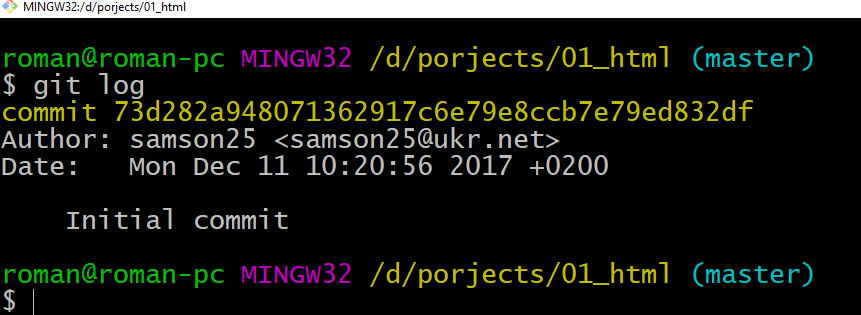 MINGW32:/d/porjects/01_html
roman@roman-pc MINGW32 /d/porjects/01_html (master)
$ git log
commit 73d282a948071362917c6e79e8ccb7e79ed832df
Author: samson25 <samson25@ukr.net>
Date:   Mon Dec 11 10:20:56 2017 +0200
    Initial commit
roman@roman-pc MINGW32 /d/porjects/01_html (master)
$